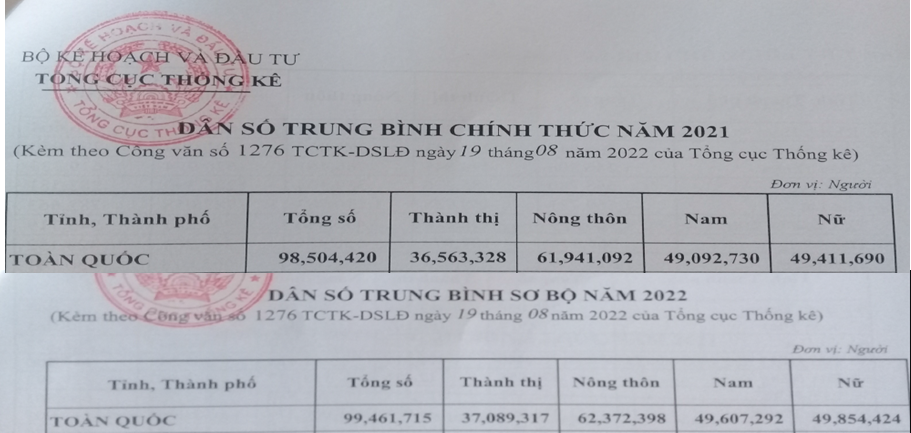 BỘ KẾ HOẠCH VÀ ĐẦU TƯ
TỔNG CỤC THỐNG KÊ
DÂN SỐ TRUNG BÌNH CHÍNH THỨC NĂM 2021
(Kèm theo Công văn số 1276 TCTK-DSLĐ ngày 19 tháng 08 năm 2022 của Tổng cục Thống kê)
Đơn vị: Người
Tỉnh, Thành phố Tổng số Thành thị Nông thôn Nam Nữ
TOÀN QUỐC 98,504,420 36,563,328 61,941,092 49,092,730 49,411,690
DÂN SỐ TRUNG BÌNH SƠ BỘ NĂM 2022
(Kèm theo Công văn số 1276 TCTK-DSLĐ ngày 19 tháng 08 năm 2022 của Tổng cục Thống kê)
Đơn vị: Người
Tỉnh, Thành phố Tổng số Thành thị Nông thôn Nam Nữ
TOÀN QUỐC 99,461,715 37,089,317 62,372,398 49,607,292 49,854,424